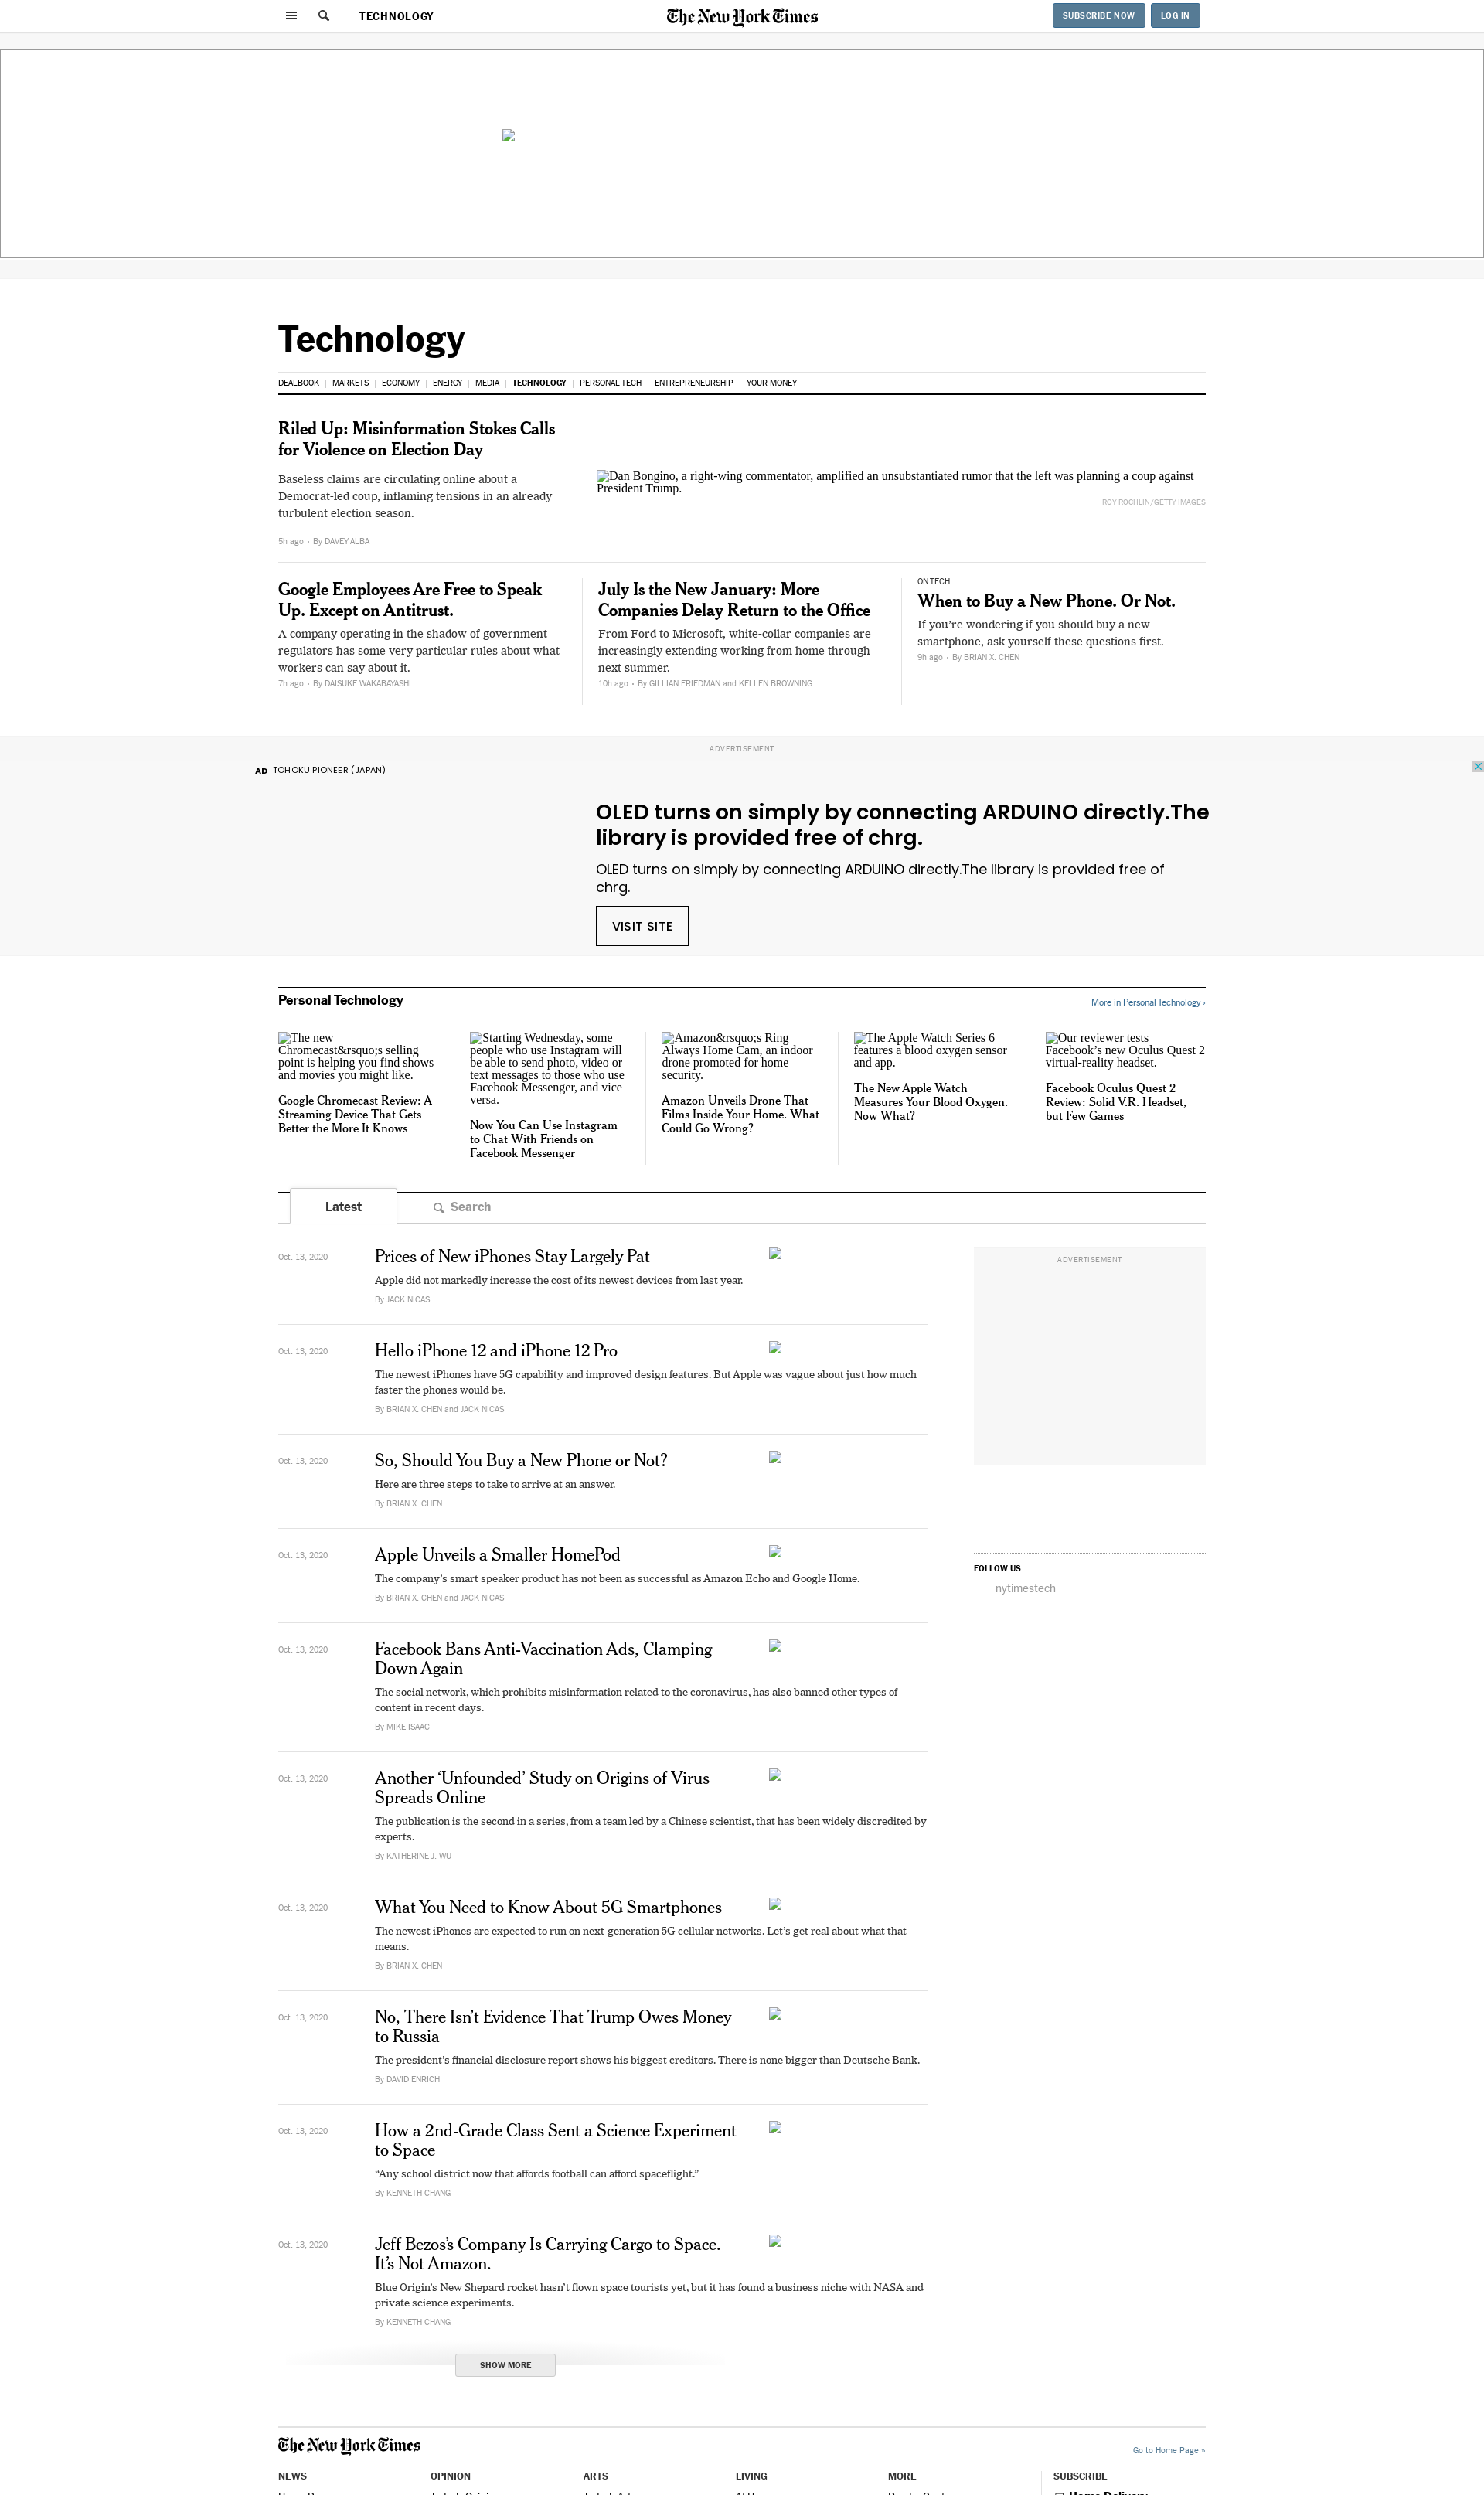 TECHNOLOGY
The New York Times
SUBSCRIBE NOW
LOG IN
Technology
DEALBOOK
MARKETS
ECONOMY
ENERGY
MEDIA
TECHNOLOGY
PERSONAL TECH
ENTREPRENEURSHIP
YOUR MONEY
Riled Up: Misinformation Stokes Calls
for Violence on Election Day
Baseless claims are circulating online about a
Democrat-led coup, inflaming tensions in an already
turbulent election season.
5h ago • By DAVEY ALBA
Dan Bongino, a right-wing commentator, amplified an unsubstantiated rumor that the left was planning a coup against
President Trump.
ROY ROCHLIN/GETTY IMAGES
Google Employees Are Free to Speak
Up. Except on Antitrust.
A company operating in the shadow of government
regulators has some very particular rules about what
workers can say about it.
7h ago • By DAISUKE WAKABAYASHI
July Is the New January: More
Companies Delay Return to the Office
From Ford to Microsoft, white-collar companies are
increasingly extending working from home through
next summer.
10h ago • By GILLIAN FRIEDMAN and KELLEN BROWNING
ON TECH
When to Buy a New Phone. Or Not.
If you’re wondering if you should buy a new
smartphone, ask yourself these questions first.
9h ago • By BRIAN X. CHEN
ADVERTISEMENT
AD TOHOKU PIONEER (JAPAN)
OLED turns on simply by connecting ARDUINO directly.The
library is provided free of chrg.
OLED turns on simply by connecting ARDUINO directly.The library is provided free of
chrg.
VISIT SITE
Personal Technology
More in Personal Technology ›
The new
Chromecast&rsquo;s selling
point is helping you find shows
and movies you might like.
Google Chromecast Review: A
Streaming Device That Gets
Better the More It Knows
Starting Wednesday, some
people who use Instagram will
be able to send photo, video or
text messages to those who use
Facebook Messenger, and vice
versa.
Now You Can Use Instagram
to Chat With Friends on
Facebook Messenger
Amazon&rsquo;s Ring
Always Home Cam, an indoor
drone promoted for home
security.
Amazon Unveils Drone That
Films Inside Your Home. What
Could Go Wrong?
The Apple Watch Series 6
features a blood oxygen sensor
and app.
The New Apple Watch
Measures Your Blood Oxygen.
Now What?
Our reviewer tests
Facebook’s new Oculus Quest 2
virtual-reality headset.
Facebook Oculus Quest 2
Review: Solid V.R. Headset,
but Few Games
Latest
Search
Oct. 13, 2020
Prices of New iPhones Stay Largely Pat
Apple did not markedly increase the cost of its newest devices from last year.
By JACK NICAS
Oct. 13, 2020
Hello iPhone 12 and iPhone 12 Pro
The newest iPhones have 5G capability and improved design features. But Apple was vague about just how much
faster the phones would be.
By BRIAN X. CHEN and JACK NICAS
Oct. 13, 2020
So, Should You Buy a New Phone or Not?
Here are three steps to take to arrive at an answer.
By BRIAN X. CHEN
Oct. 13, 2020
Apple Unveils a Smaller HomePod
The company’s smart speaker product has not been as successful as Amazon Echo and Google Home.
By BRIAN X. CHEN and JACK NICAS
Oct. 13, 2020
Facebook Bans Anti-Vaccination Ads, Clamping
Down Again
The social network, which prohibits misinformation related to the coronavirus, has also banned other types of
content in recent days.
By MIKE ISAAC
Oct. 13, 2020
Another ‘Unfounded’ Study on Origins of Virus
Spreads Online
The publication is the second in a series, from a team led by a Chinese scientist, that has been widely discredited by
experts.
By KATHERINE J. WU
Oct. 13, 2020
What You Need to Know About 5G Smartphones
The newest iPhones are expected to run on next-generation 5G cellular networks. Let’s get real about what that
means.
By BRIAN X. CHEN
Oct. 13, 2020
No, There Isn’t Evidence That Trump Owes Money
to Russia
The president’s financial disclosure report shows his biggest creditors. There is none bigger than Deutsche Bank.
By DAVID ENRICH
Oct. 13, 2020
How a 2nd-Grade Class Sent a Science Experiment
to Space
“Any school district now that affords football can afford spaceflight.”
By KENNETH CHANG
Oct. 13, 2020
Jeff Bezos’s Company Is Carrying Cargo to Space.
It’s Not Amazon.
Blue Origin’s New Shepard rocket hasn’t flown space tourists yet, but it has found a business niche with NASA and
private science experiments.
By KENNETH CHANG
SHOW MORE
ADVERTISEMENT
FOLLOW US
nytimestech
The New York Times
Go to Home Page »
NEWS
OPINION
ARTS
LIVING
MORE
SUBSCRIBE